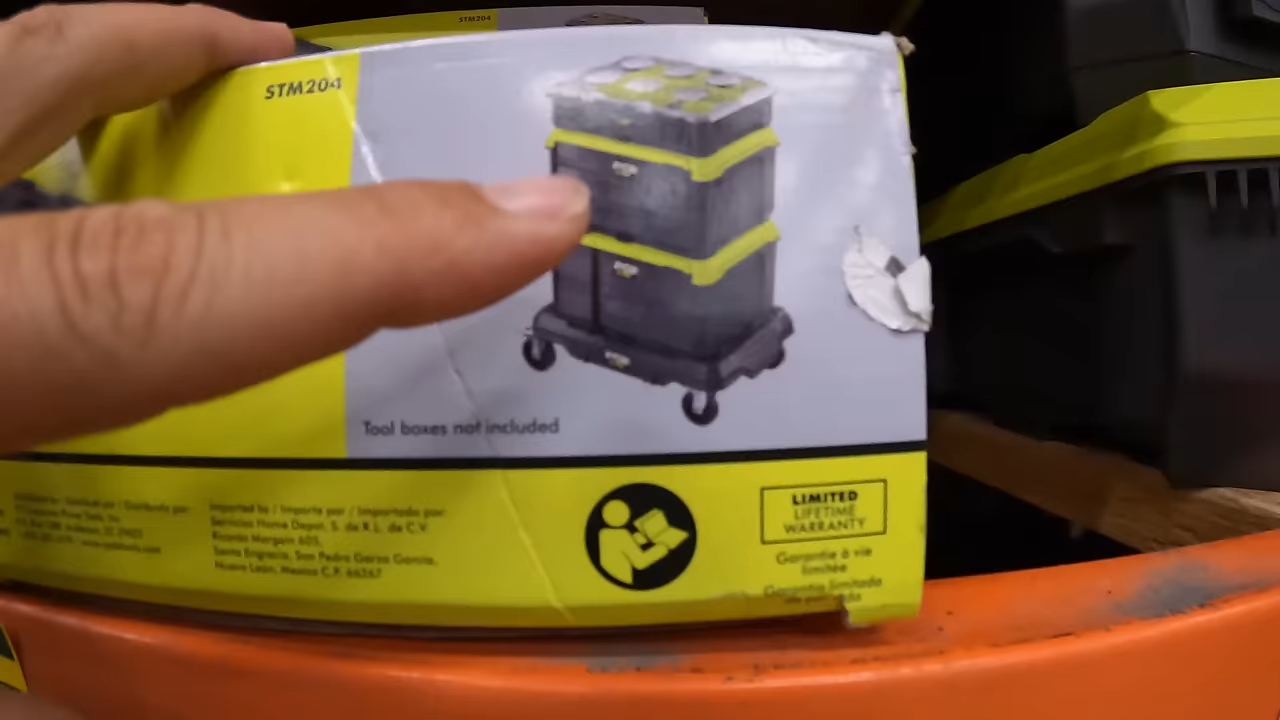 STM204
STM204
Tool boxes not included
Imported by / Importe par / Importado por:
Servicios Home Depot, S. de R.L. de C.V.
Ricardo Margain 605,
Santa Engracia, San Pedro Garza Garcia,
Nuevo Leon, Mexico C.P. 66267
LIMITED
LIFETIME
WARRANTY
Garantie à vie
limitée
Garantía limitada